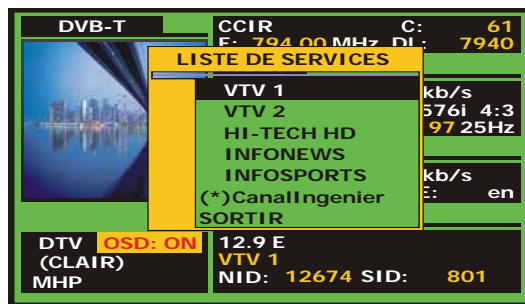 DVB-T
CCIR C: 61
F: 794.00 MHz DL: 7940
LISTE DE SERVICES
VTV 1
VTV 2
HI-TECH HD
INFONEWS
INFOSPORTS
(*)CanalIngenier
SORTIR
kb/s
576i 4:3
97 25Hz
kb/s
E: en
DTV OSD: ON
(CLAIR)
MHP
12.9 E
VTV 1
NID: 12674 SID: 801